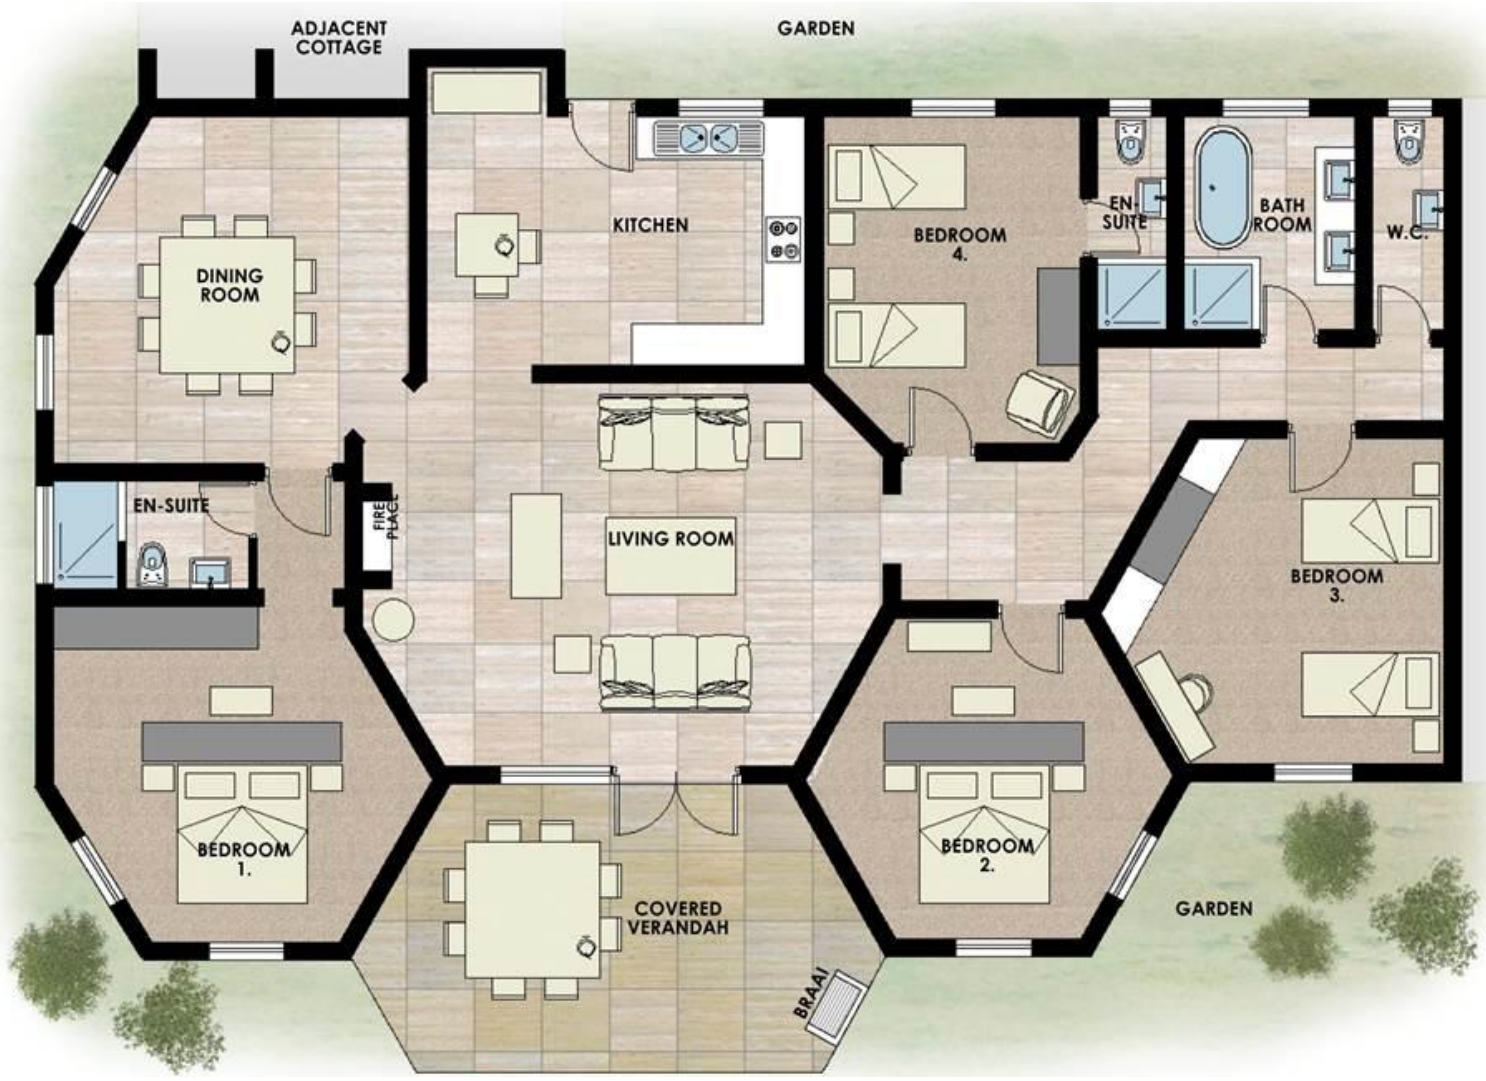 ADJACENT
COTTAGE
GARDEN
DINING
ROOM
KITCHEN
BEDROOM
4.
EN-
SUITE
BATH
ROOM
W.C.
EN-SUITE
FIRE
PLACE
LIVING ROOM
BEDROOM
3.
BEDROOM
1.
BEDROOM
2.
COVERED
VERANDAH
GARDEN
BRAAI